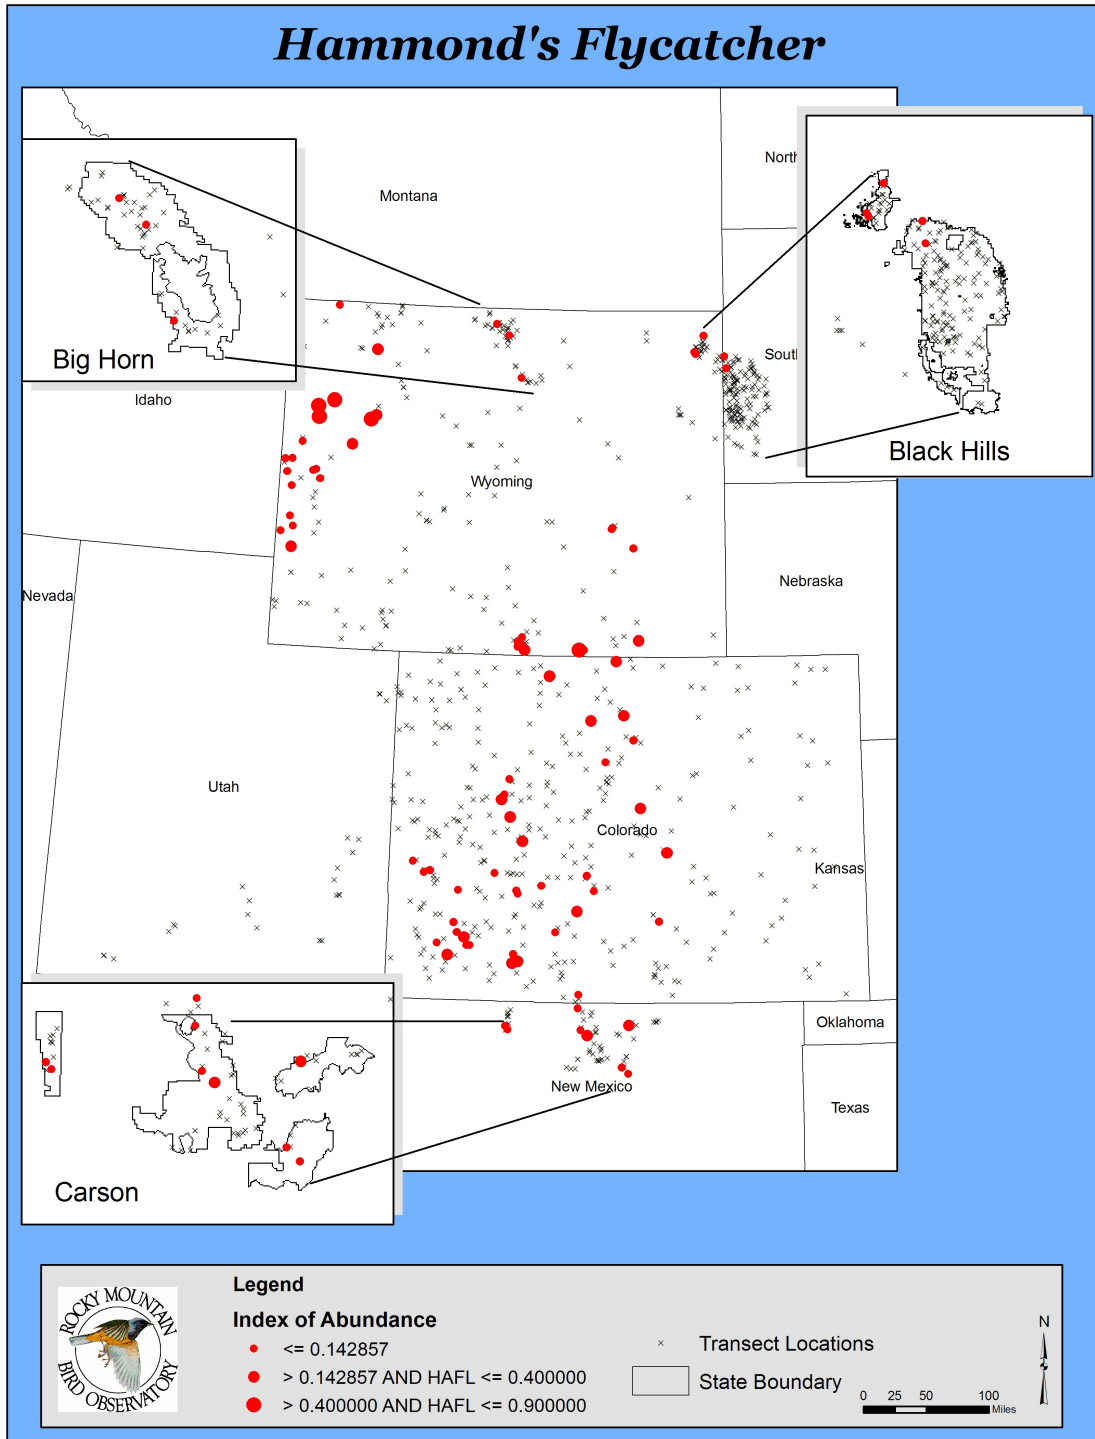 Hammond's Flycatcher
Montana
North
Big Horn
South
Idaho
Black Hills
Wyoming
Nebraska
Nevada
Utah
Colorado
Kansas
Oklahoma
New Mexico
Texas
Carson
Legend
Index of Abundance
<= 0.142857
> 0.142857 AND HAFL <= 0.400000
> 0.400000 AND HAFL <= 0.900000
Transect Locations
State Boundary
N
0 25 50 100
Miles
ROCKY MOUNTAIN
BIRD OBSERVATORY